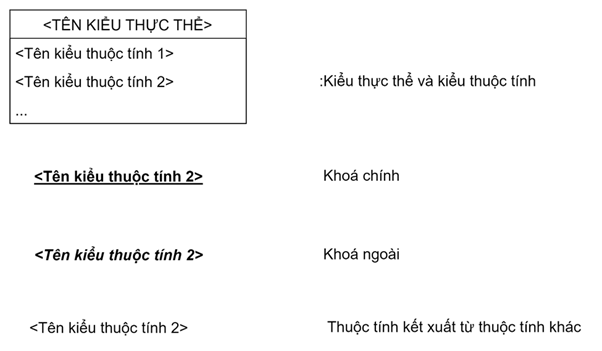 <TÊN KIỂU THỰC THỂ>
<Tên kiểu thuộc tính 1>
<Tên kiểu thuộc tính 2> :Kiểu thực thể và kiểu thuộc tính
...
<Tên kiểu thuộc tính 2> Khoá chính
<Tên kiểu thuộc tính 2> Khoá ngoài
<Tên kiểu thuộc tính 2> Thuộc tính kết xuất từ thuộc tính khác